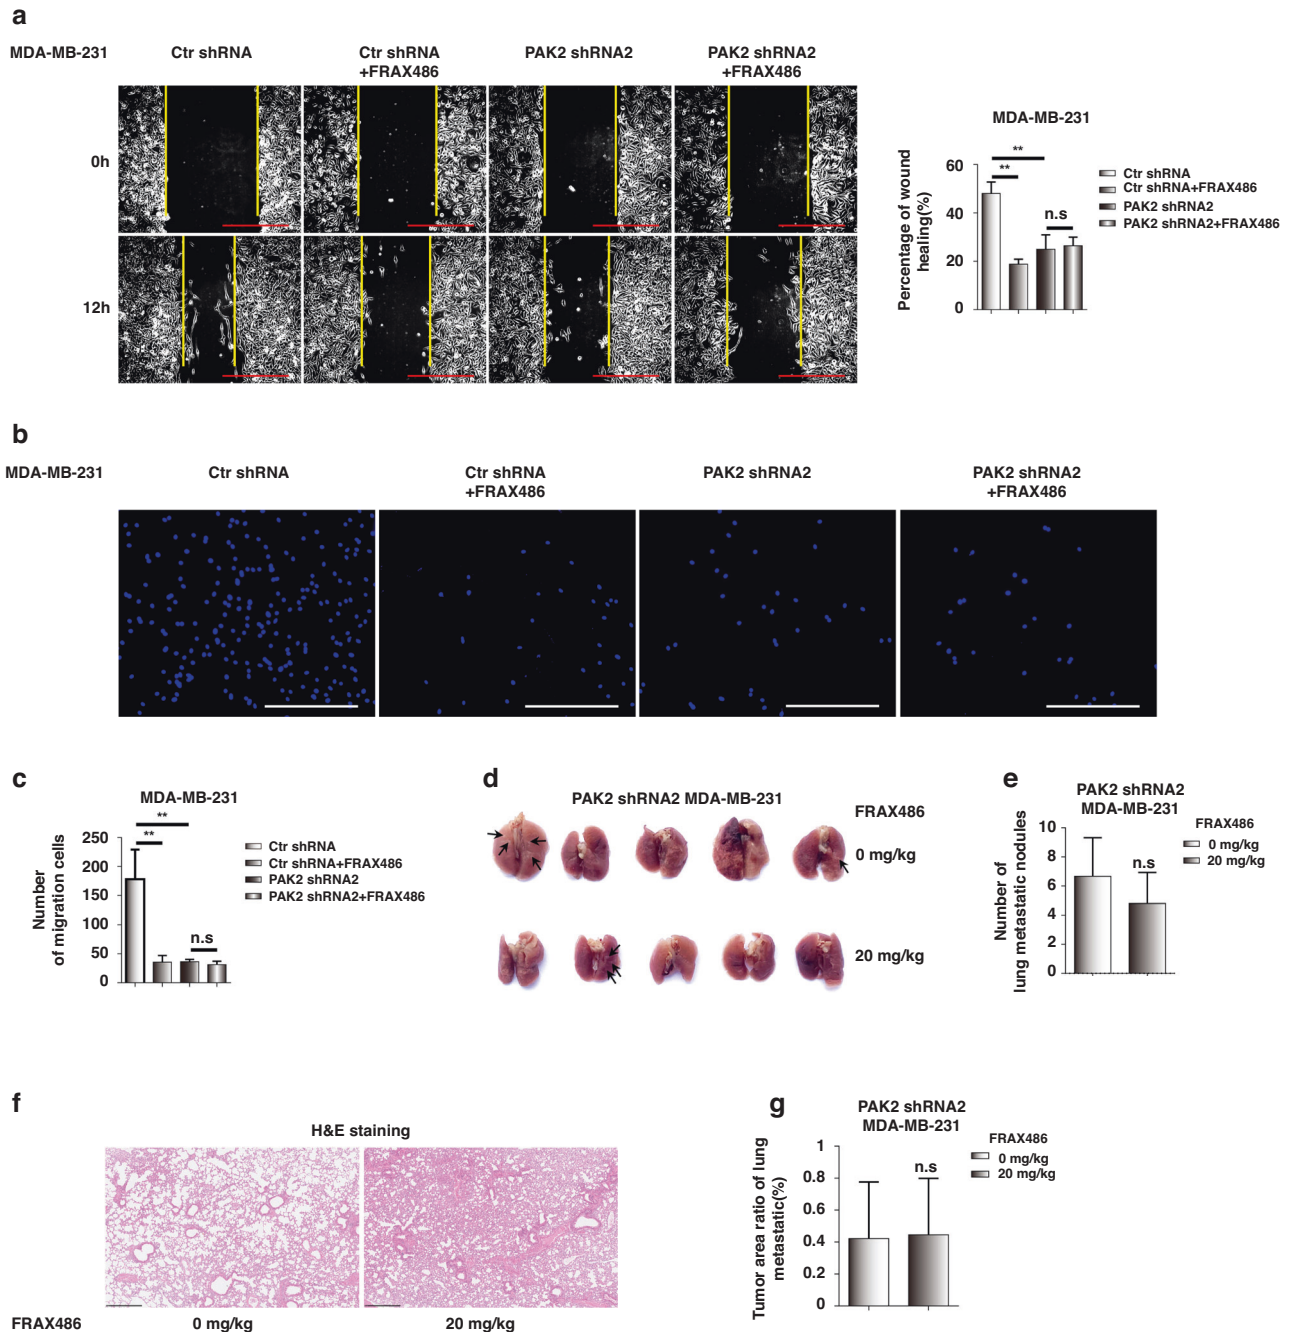 a
MDA-MB-231
Ctr shRNA
Ctr shRNA
+FRAX486
PAK2 shRNA2
PAK2 shRNA2
+FRAX486
0h
12h
MDA-MB-231
Percentage of wound
healing(%)
60
40
20
0
**
**
n.s
Ctr shRNA
Ctr shRNA+FRAX486
PAK2 shRNA2
PAK2 shRNA2+FRAX486
b
MDA-MB-231
Ctr shRNA
Ctr shRNA
+FRAX486
PAK2 shRNA2
PAK2 shRNA2
+FRAX486
c
MDA-MB-231
Number
of migration cells
250
200
150
100
50
0
**
**
n.s
Ctr shRNA
Ctr shRNA+FRAX486
PAK2 shRNA2
PAK2 shRNA2+FRAX486
d
PAK2 shRNA2 MDA-MB-231
FRAX486
0 mg/kg
20 mg/kg
e
PAK2 shRNA2
MDA-MB-231
Number of
lung metastatic nodules
10
8
6
4
2
0
n.s
FRAX486
0 mg/kg
20 mg/kg
f
H&E staining
FRAX486
0 mg/kg
20 mg/kg
g
PAK2 shRNA2
MDA-MB-231
Tumor area ratio of lung
metastatic(%)
1
0.8
0.6
0.4
0.2
0
n.s
FRAX486
0 mg/kg
20 mg/kg